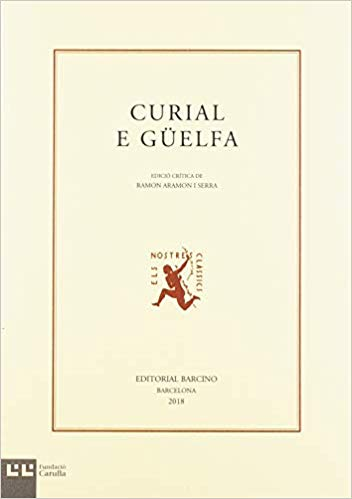 CURIAL
E GÜELFA
EDICIÓ CRÍTICA DE
RAMON ARAMON I SERRA
ELS NOSTRES CLÀSSICS
EDITORIAL BARCINO
BARCELONA
2018
Fundació
Carulla